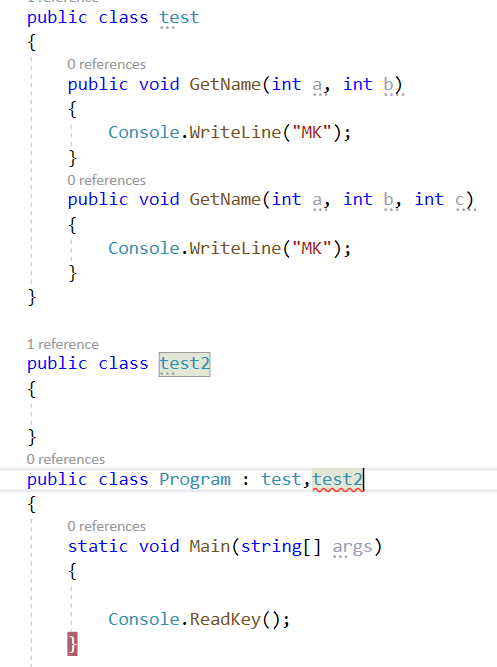 1 reference
public class test
{
0 references
public void GetName(int a, int b)
{
Console.WriteLine("MK");
}
0 references
public void GetName(int a, int b, int c)
{
Console.WriteLine("MK");
}
}
1 reference
public class test2
{
}
0 references
public class Program : test,test2
{
0 references
static void Main(string[] args)
{
Console.ReadKey();
}